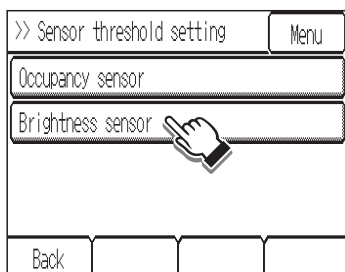 >> Sensor threshold setting
Menu
Occupancy sensor
Brightness sensor
Back